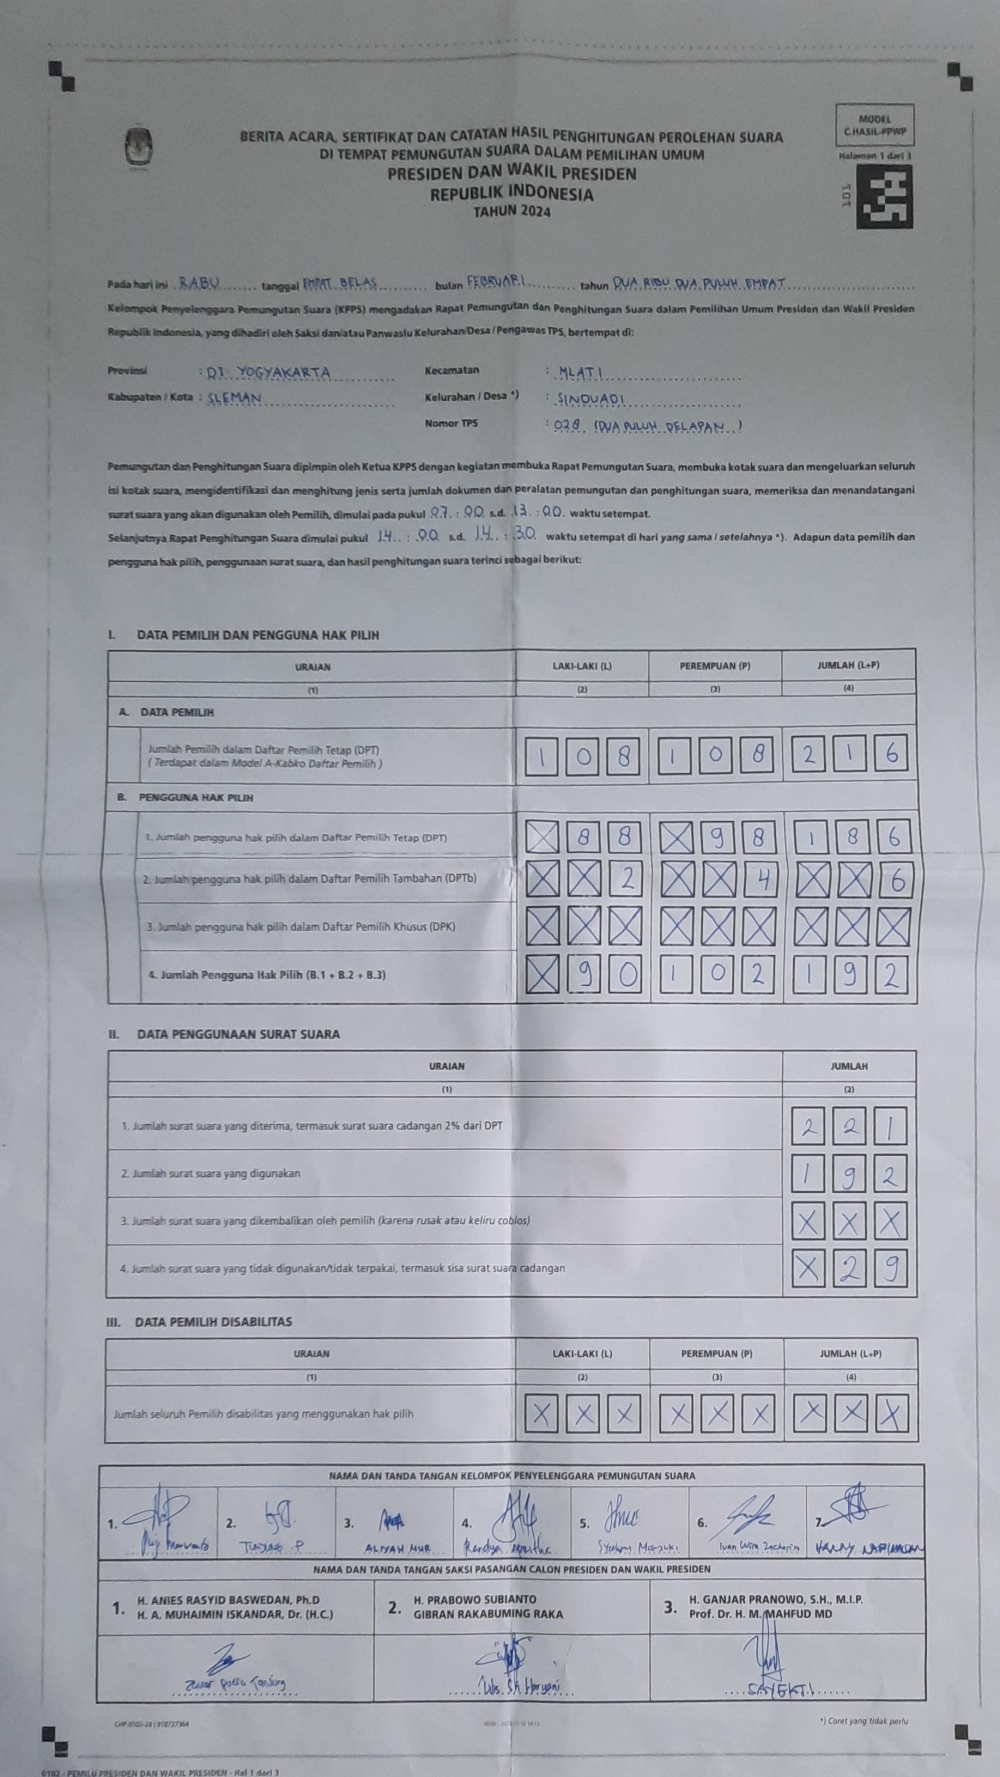 MODEL
C.HASIL-PPWP
Halaman 1 dari 3
101
BERITA ACARA, SERTIFIKAT DAN CATATAN HASIL PENGHITUNGAN PEROLEHAN SUARA
DI TEMPAT PEMUNGUTAN SUARA DALAM PEMILIHAN UMUM
PRESIDEN DAN WAKIL PRESIDEN
REPUBLIK INDONESIA
TAHUN 2024
Pada hari ini RABU tanggal EMPAT BELAS bulan FEBRUARI tahun DUA RIBU DUA PULUH EMPAT
Kelompok Penyelenggara Pemungutan Suara (KPPS) mengadakan Rapat Pemungutan dan Penghitungan Suara dalam Pemilihan Umum Presiden dan Wakil Presiden
Republik Indonesia, yang dihadiri oleh Saksi dan/atau Panwaslu Kelurahan/Desa / Pengawas TPS, bertempat di:
Provinsi : DI YOGYAKARTA Kecamatan : MLATI
Kabupaten / Kota : SLEMAN Kelurahan / Desa *) : SINDUADI
Nomor TPS : 028 (DUA PULUH DELAPAN)
Pemungutan dan Penghitungan Suara dipimpin oleh Ketua KPPS dengan kegiatan membuka Rapat Pemungutan Suara, membuka kotak suara dan mengeluarkan seluruh
isi kotak suara, mengidentifikasi dan menghitung jenis serta jumlah dokumen dan peralatan pemungutan dan penghitungan suara, memeriksa dan menandatangani
surat suara yang akan digunakan oleh Pemilih, dimulai pada pukul 07 : 00 s.d. 13 : 00 waktu setempat.
Selanjutnya Rapat Penghitungan Suara dimulai pukul 14 : 00 s.d. 14 : 30 waktu setempat di hari yang sama / setelahnya *). Adapun data pemilih dan
pengguna hak pilih, penggunaan surat suara, dan hasil penghitungan suara terinci sebagai berikut:
I. DATA PEMILIH DAN PENGGUNA HAK PILIH
URAIAN LAKI-LAKI (L) PEREMPUAN (P) JUMLAH (L+P)
(1) (2) (3) (4)
A. DATA PEMILIH
Jumlah Pemilih dalam Daftar Pemilih Tetap (DPT)
( Terdapat dalam Model A-Kabko Daftar Pemilih ) 1 0 8 1 0 8 2 1 6
B. PENGGUNA HAK PILIH
1. Jumlah pengguna hak pilih dalam Daftar Pemilih Tetap (DPT) X 8 8 X 9 8 1 8 6
2. Jumlah pengguna hak pilih dalam Daftar Pemilih Tambahan (DPTb) X X 2 X X 4 X X 6
3. Jumlah pengguna hak pilih dalam Daftar Pemilih Khusus (DPK) X X X X X X X X X
4. Jumlah Pengguna Hak Pilih (B.1 + B.2 + B.3) X 9 0 1 0 2 1 9 2
II. DATA PENGGUNAAN SURAT SUARA
URAIAN JUMLAH
(1) (2)
1. Jumlah surat suara yang diterima, termasuk surat suara cadangan 2% dari DPT 2 2 1
2. Jumlah surat suara yang digunakan 1 9 2
3. Jumlah surat suara yang dikembalikan oleh pemilih (karena rusak atau keliru coblos) X X X
4. Jumlah surat suara yang tidak digunakan/tidak terpakai, termasuk sisa surat suara cadangan X 2 9
III. DATA PEMILIH DISABILITAS
URAIAN LAKI-LAKI (L) PEREMPUAN (P) JUMLAH (L+P)
(1) (2) (3) (4)
Jumlah seluruh Pemilih disabilitas yang menggunakan hak pilih X X X X X X X X X
NAMA DAN TANDA TANGAN KELOMPOK PENYELENGGARA PEMUNGUTAN SUARA
1. 2. 3. 4. 5. 6. 7.
TUNJUNG P ALIYAH NUR
NAMA DAN TANDA TANGAN SAKSI PASANGAN CALON PRESIDEN DAN WAKIL PRESIDEN
1. H. ANIES RASYID BASWEDAN, Ph.D
H. A. MUHAIMIN ISKANDAR, Dr. (H.C.)
2. H. PRABOWO SUBIANTO
GIBRAN RAKABUMING RAKA
3. H. GANJAR PRANOWO, S.H., M.I.P.
Prof. Dr. H. M. MAHFUD MD
SAYEKTI
*) Coret yang tidak perlu
0102 - PEMILU PRESIDEN DAN WAKIL PRESIDEN - Hal 1 dari 3